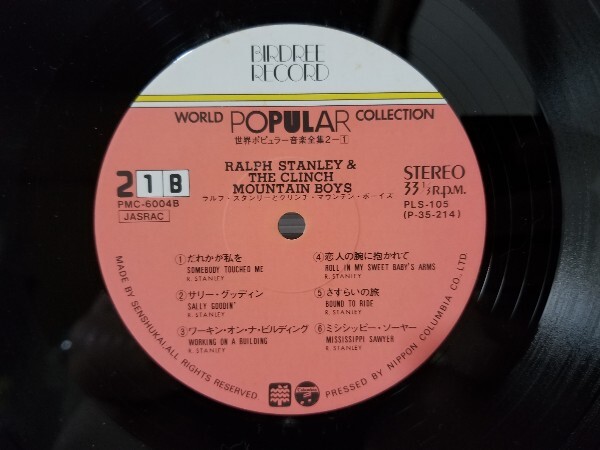 BIRDREE
RECORD
WORLD POPULAR COLLECTION
世界ポピュラー音楽全集2-①
RALPH STANLEY &
THE CLINCH
MOUNTAIN BOYS
ラルフ・スタンリーとクリンチ・マウンテン・ボーイズ
2 1 B
PMC-6004B
JASRAC
STEREO
33 1/3 R.P.M.
PLS-105
(P-35-214)
①だれかが私を
SOMEBODY TOUCHED ME
R. STANLEY
②サリー・グッディン
SALLY GOODIN'
R. STANLEY
③ワーキン・オン・ナ・ビルディング
WORKING ON A BUILDING
R. STANLEY
④恋人の腕に抱かれて
ROLL IN MY SWEET BABY'S ARMS
R. STANLEY
⑤さすらいの旅
BOUND TO RIDE
R. STANLEY
⑥ミシシッピー・ソーヤー
MISSISSIPPI SAWYER
R. STANLEY
MADE BY SENSHUKAI, ALL RIGHTS RESERVED
Columbia
PRESSED BY NIPPON COLUMBIA CO., LTD